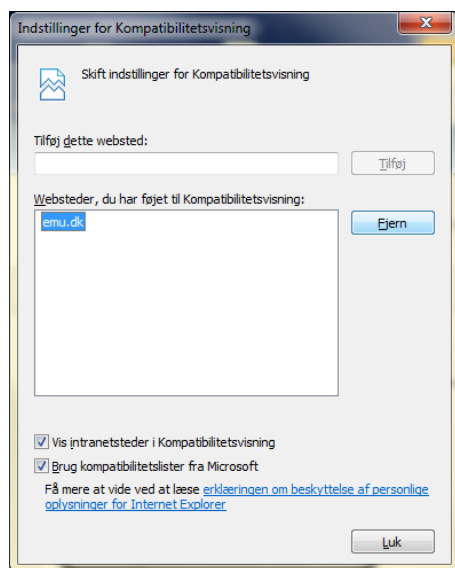 Indstillinger for Kompatibilitetsvisning
Skift indstillinger for Kompatibilitetsvisning
Tilføj dette websted:
Tilføj
Websteder, du har føjet til Kompatibilitetsvisning:
emu.dk
Fjern
Vis intranetsteder i Kompatibilitetsvisning
Brug kompatibilitetslister fra Microsoft
Få mere at vide ved at læse erklæringen om beskyttelse af personlige
oplysninger for Internet Explorer
Luk